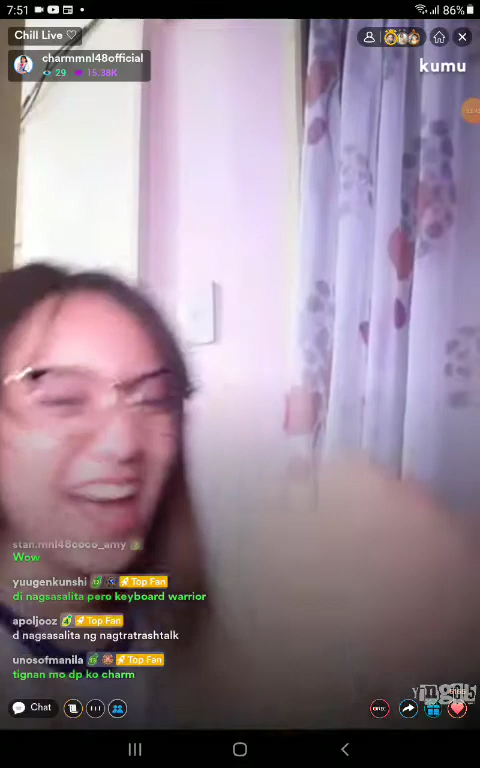 7:51
86%
Chill Live ♡
charmmnl48official
29 15.38K
kumu
stan.mnl48coco_amy
Wow
yuugenkunshi Top Fan
di nagsasalita pero keyboard warrior
apoljooz Top Fan
d nagsasalita ng nagtratrashtalk
unosofmanila Top Fan
tignan mo dp ko charm
Chat